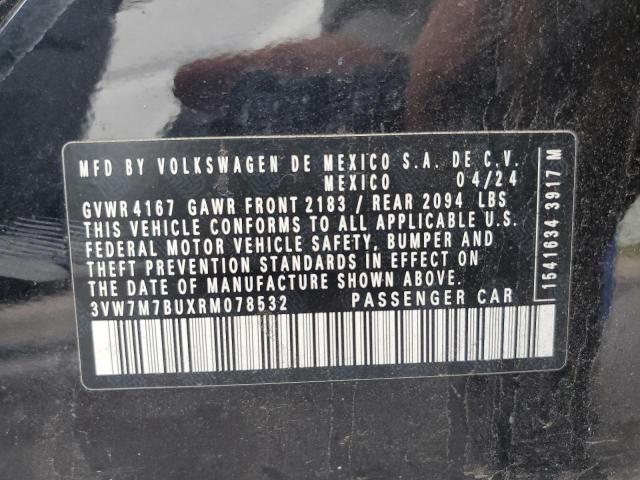 MFD BY VOLKSWAGEN DE MEXICO S.A. DE C.V.
MEXICO 04/24
GVWR 4167 GAWR FRONT 2183 / REAR 2094 LBS
THIS VEHICLE CONFORMS TO ALL APPLICABLE U.S.
FEDERAL MOTOR VEHICLE SAFETY, BUMPER AND
THEFT PREVENTION STANDARDS IN EFFECT ON
THE DATE OF MANUFACTURE SHOWN ABOVE.
3VW7M7BUXRM078532 PASSENGER CAR
1541634 3917 M